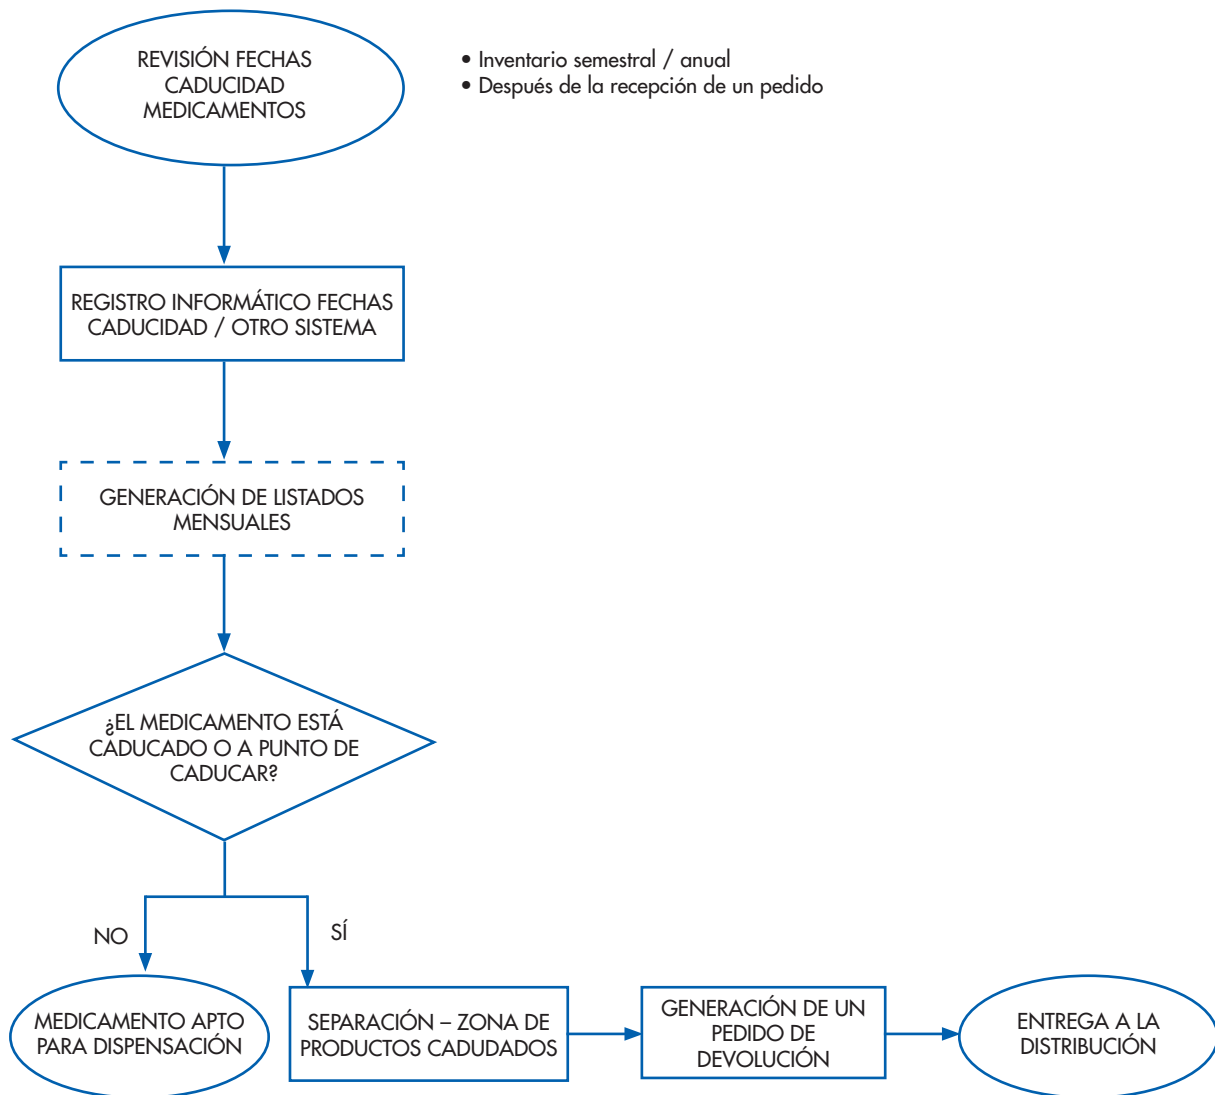 REVISIÓN FECHAS
CADUCIDAD
MEDICAMENTOS
• Inventario semestral / anual
• Después de la recepción de un pedido
REGISTRO INFORMÁTICO FECHAS
CADUCIDAD / OTRO SISTEMA
GENERACIÓN DE LISTADOS
MENSUALES
¿EL MEDICAMENTO ESTÁ
CADUCADO O A PUNTO DE
CADUCAR?
NO
SÍ
MEDICAMENTO APTO
PARA DISPENSACIÓN
SEPARACIÓN – ZONA DE
PRODUCTOS CADUDADOS
GENERACIÓN DE UN
PEDIDO DE
DEVOLUCIÓN
ENTREGA A LA
DISTRIBUCIÓN